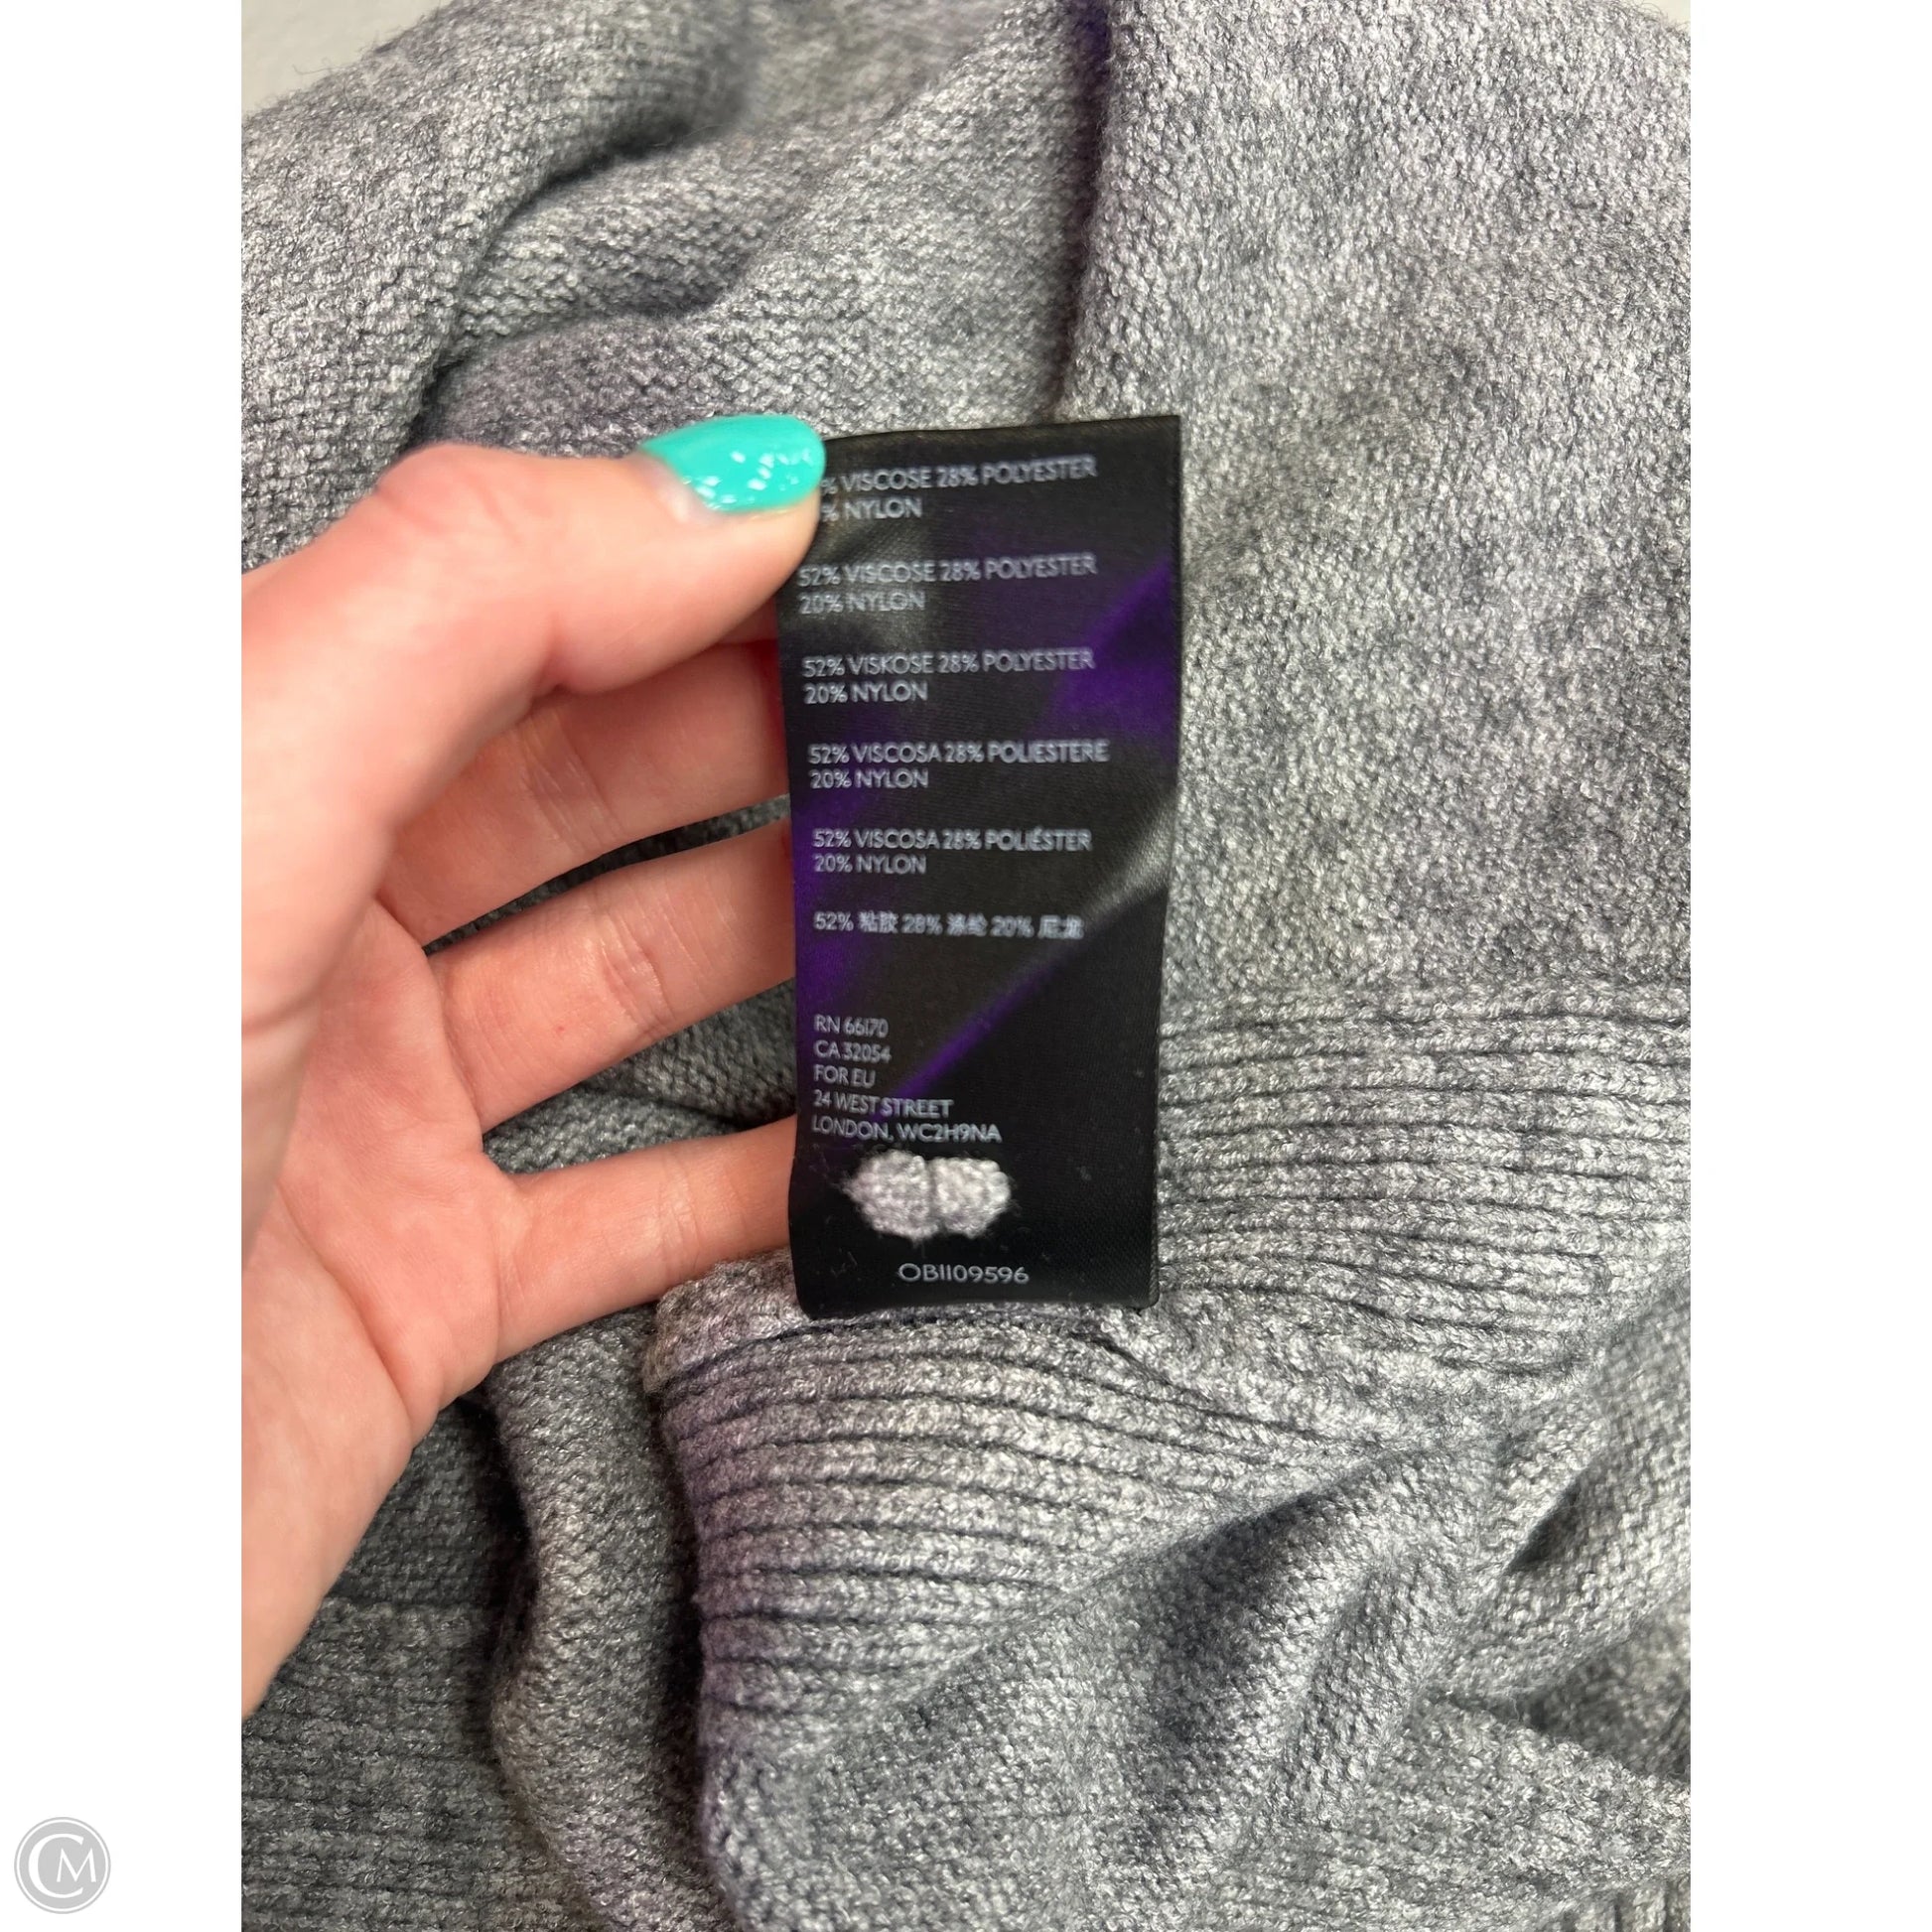 % VISCOSE 28% POLYESTER
% NYLON
52% VISCOSE 28% POLYESTER
20% NYLON
52% VISKOSE 28% POLYESTER
20% NYLON
52% VISCOSA 28% POLIESTERE
20% NYLON
52% VISCOSA 28% POLIÉSTER
20% NYLON
52% 粘胶 28% 涤纶 20% 尼龙
RN 66170
CA 32054
FOR EU
24 WEST STREET
LONDON, WC2H9NA
OB1109596
CM